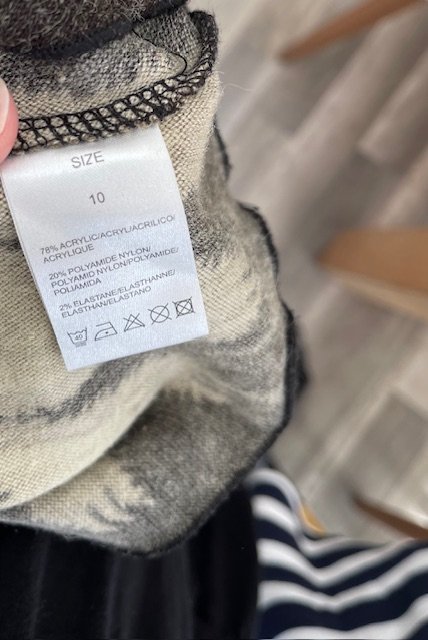 SIZE
10
78% ACRYLIC/ACRYL/ACRILICO/
ACRYLIQUE
20% POLYAMIDE NYLON/
POLYAMID NYLON/POLYAMIDE/
POLIAMIDA
2% ELASTANE/ELASTHANNE/
ELASTHAN/ELASTANO
40